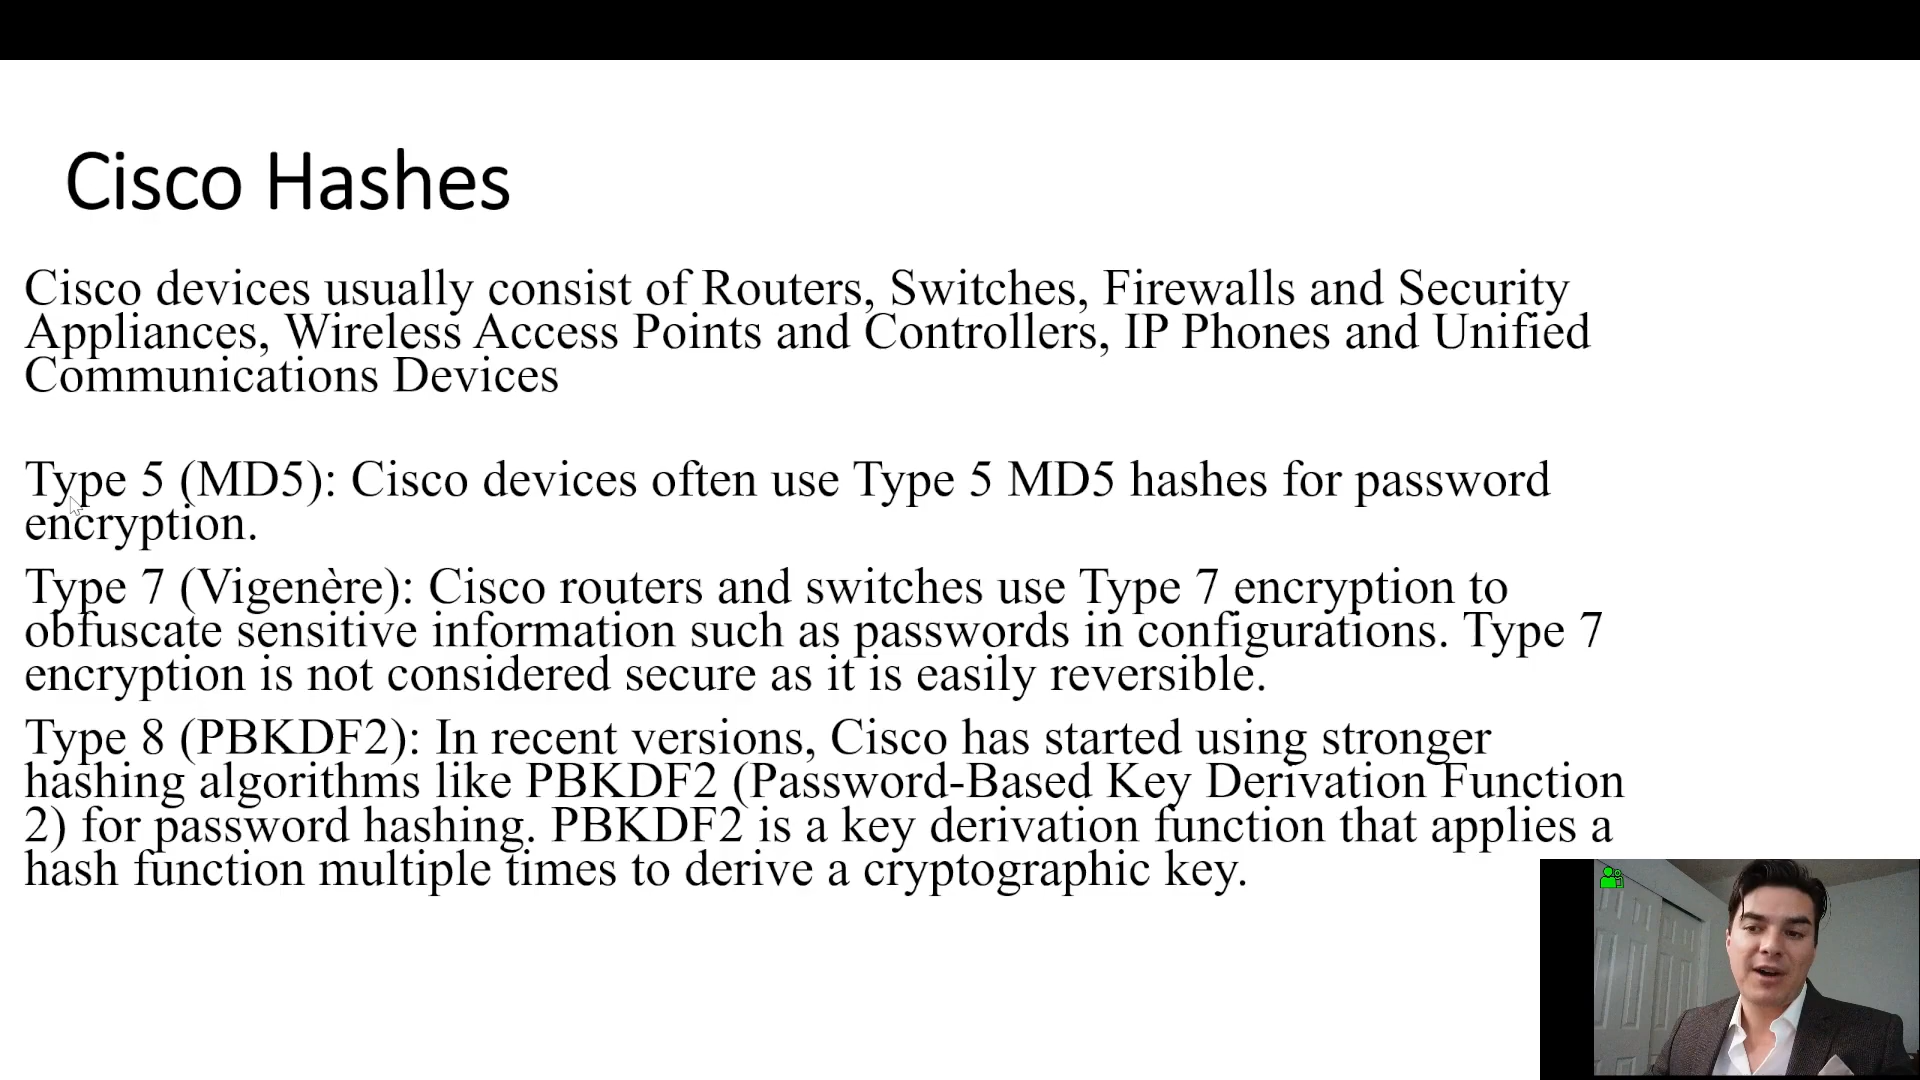 Cisco Hashes
Cisco devices usually consist of Routers, Switches, Firewalls and Security
Appliances, Wireless Access Points and Controllers, IP Phones and Unified
Communications Devices
Type 5 (MD5): Cisco devices often use Type 5 MD5 hashes for password
encryption.
Type 7 (Vigenère): Cisco routers and switches use Type 7 encryption to
obfuscate sensitive information such as passwords in configurations. Type 7
encryption is not considered secure as it is easily reversible.
Type 8 (PBKDF2): In recent versions, Cisco has started using stronger
hashing algorithms like PBKDF2 (Password-Based Key Derivation Function
2) for password hashing. PBKDF2 is a key derivation function that applies a
hash function multiple times to derive a cryptographic key.